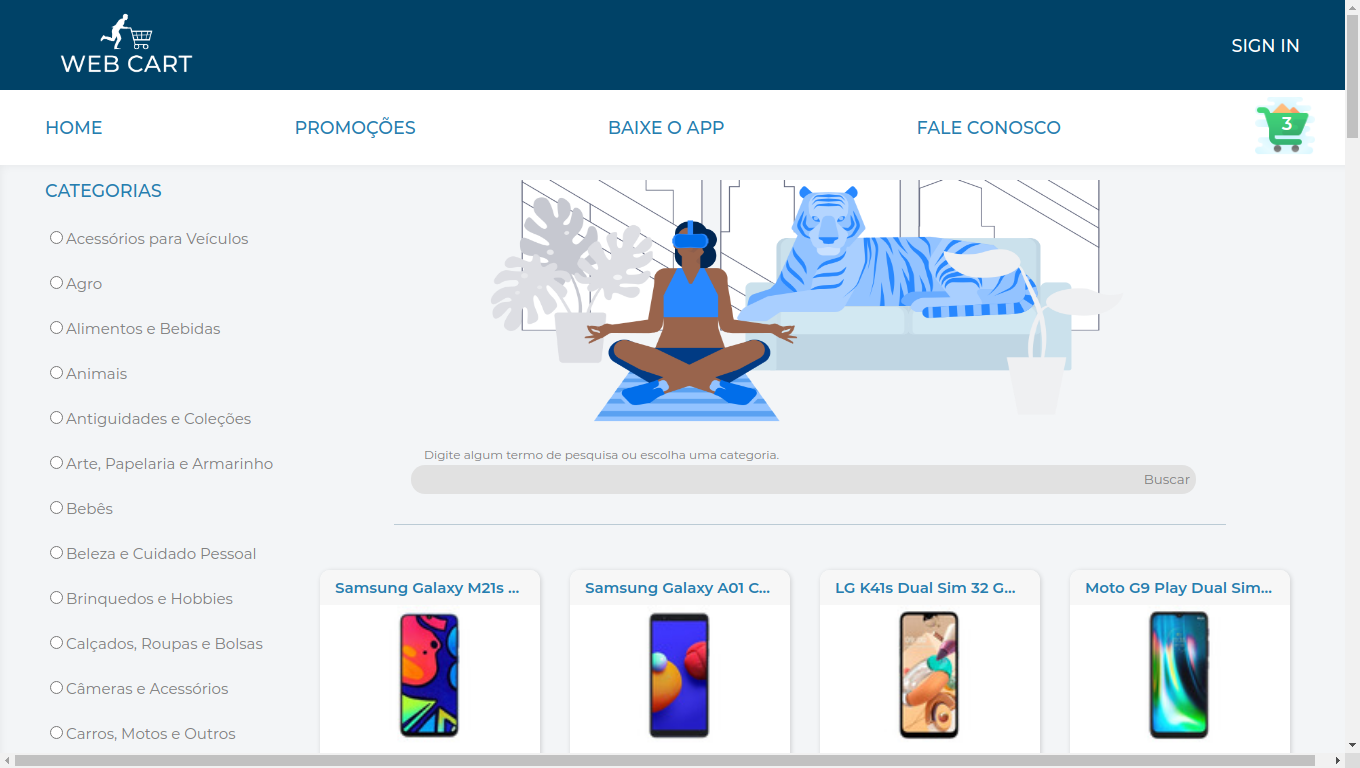 WEB CART
SIGN IN
HOME
PROMOÇÕES
BAIXE O APP
FALE CONOSCO
3
CATEGORIAS
Acessórios para Veículos
Agro
Alimentos e Bebidas
Animais
Antiguidades e Coleções
Arte, Papelaria e Armarinho
Bebês
Beleza e Cuidado Pessoal
Brinquedos e Hobbies
Calçados, Roupas e Bolsas
Câmeras e Acessórios
Carros, Motos e Outros
Digite algum termo de pesquisa ou escolha uma categoria.
Buscar
Samsung Galaxy M21s ...
Samsung Galaxy A01 C...
LG K41s Dual Sim 32 G...
Moto G9 Play Dual Sim...